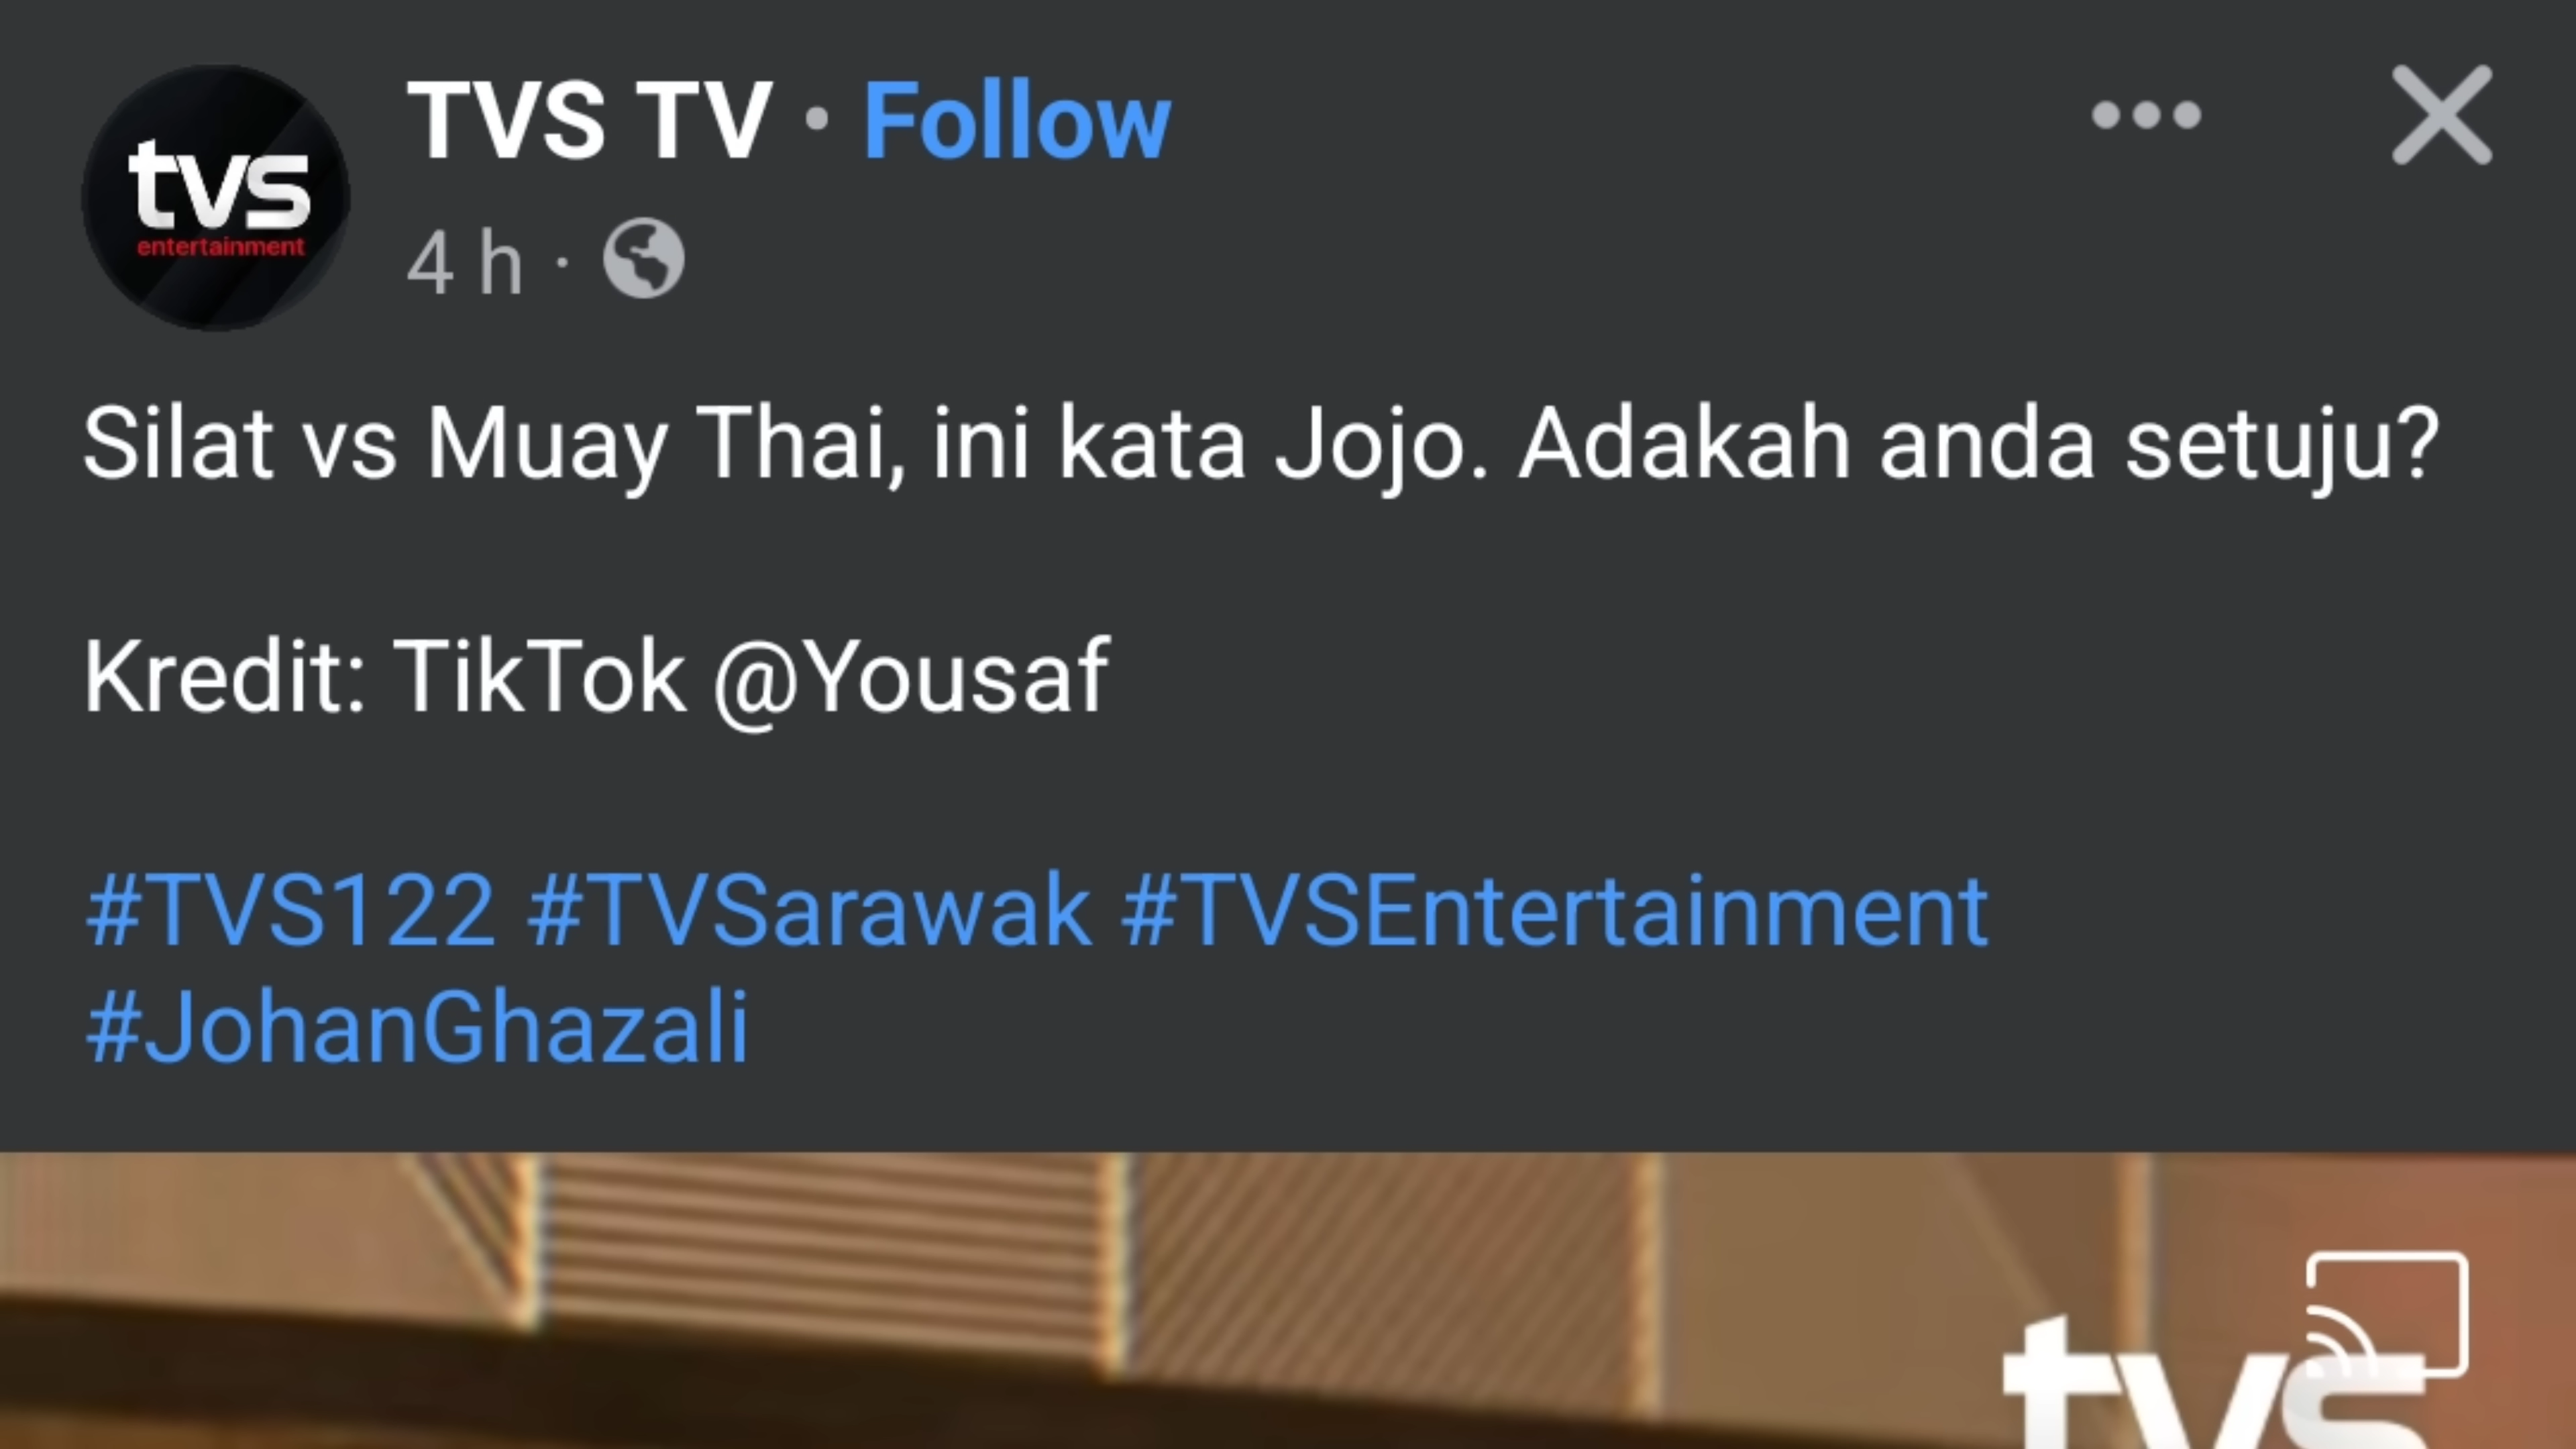 tvs
entertainment
TVS TV · Follow
4 h ·
Silat vs Muay Thai, ini kata Jojo. Adakah anda setuju?
Kredit: TikTok @Yousaf
#TVS122 #TVSarawak #TVSEntertainment
#JohanGhazali
tvs